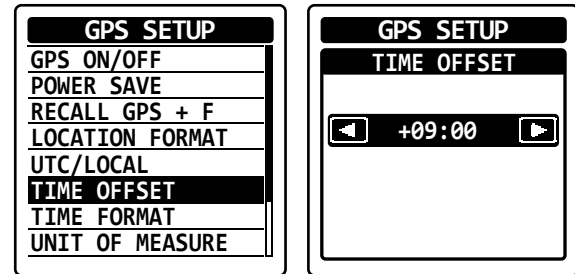 GPS SETUP
GPS ON/OFF
POWER SAVE
RECALL GPS + F
LOCATION FORMAT
UTC/LOCAL
TIME OFFSET
TIME FORMAT
UNIT OF MEASURE
GPS SETUP
TIME OFFSET
+09:00